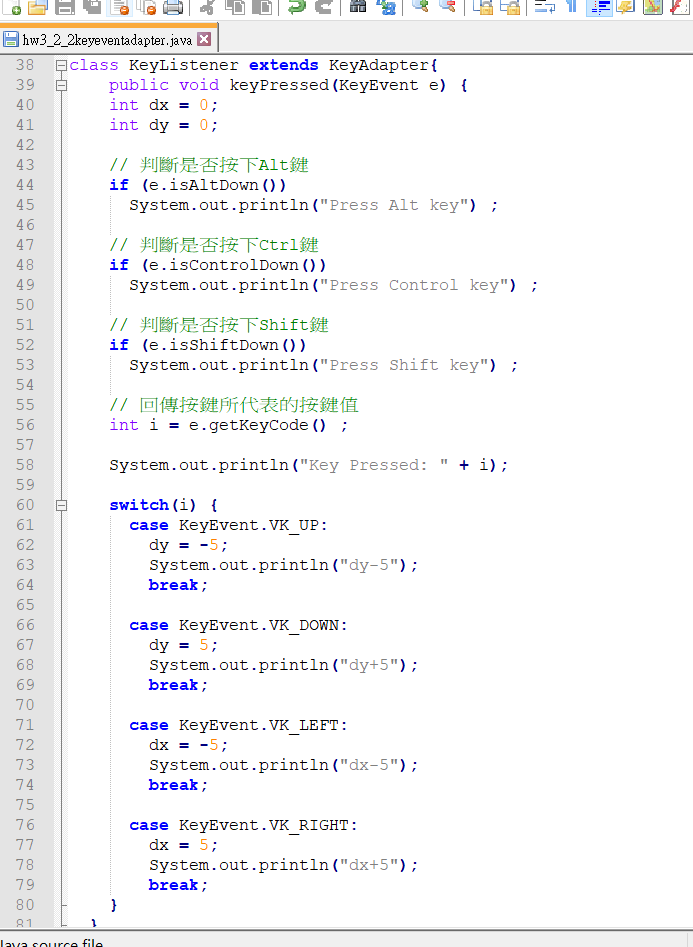 hw3_2_2keyeventadapter.java
38 class KeyListener extends KeyAdapter{
39 public void keyPressed(KeyEvent e) {
40 int dx = 0;
41 int dy = 0;
42
43 // 判斷是否按下Alt鍵
44 if (e.isAltDown())
45 System.out.println("Press Alt key") ;
46
47 // 判斷是否按下Ctrl鍵
48 if (e.isControlDown())
49 System.out.println("Press Control key") ;
50
51 // 判斷是否按下Shift鍵
52 if (e.isShiftDown())
53 System.out.println("Press Shift key") ;
54
55 // 回傳按鍵所代表的按鍵值
56 int i = e.getKeyCode() ;
57
58 System.out.println("Key Pressed: " + i);
59
60 switch(i) {
61 case KeyEvent.VK_UP:
62 dy = -5;
63 System.out.println("dy-5");
64 break;
65
66 case KeyEvent.VK_DOWN:
67 dy = 5;
68 System.out.println("dy+5");
69 break;
70
71 case KeyEvent.VK_LEFT:
72 dx = -5;
73 System.out.println("dx-5");
74 break;
75
76 case KeyEvent.VK_RIGHT:
77 dx = 5;
78 System.out.println("dx+5");
79 break;
80 }
81 }
Java source file